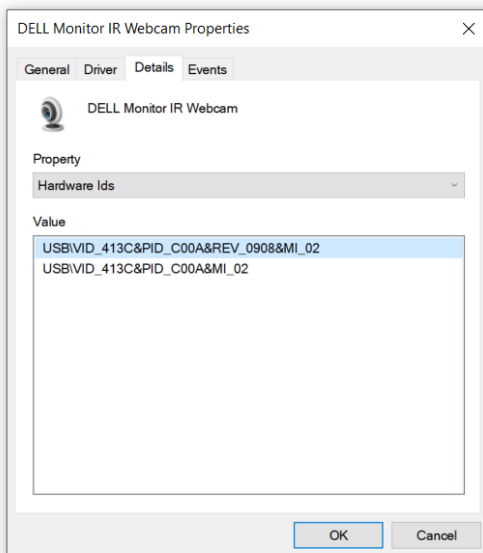 DELL Monitor IR Webcam Properties
General Driver Details Events
DELL Monitor IR Webcam
Property
Hardware Ids
Value
USB\VID_413C&PID_C00A&REV_0908&MI_02
USB\VID_413C&PID_C00A&MI_02
OK Cancel